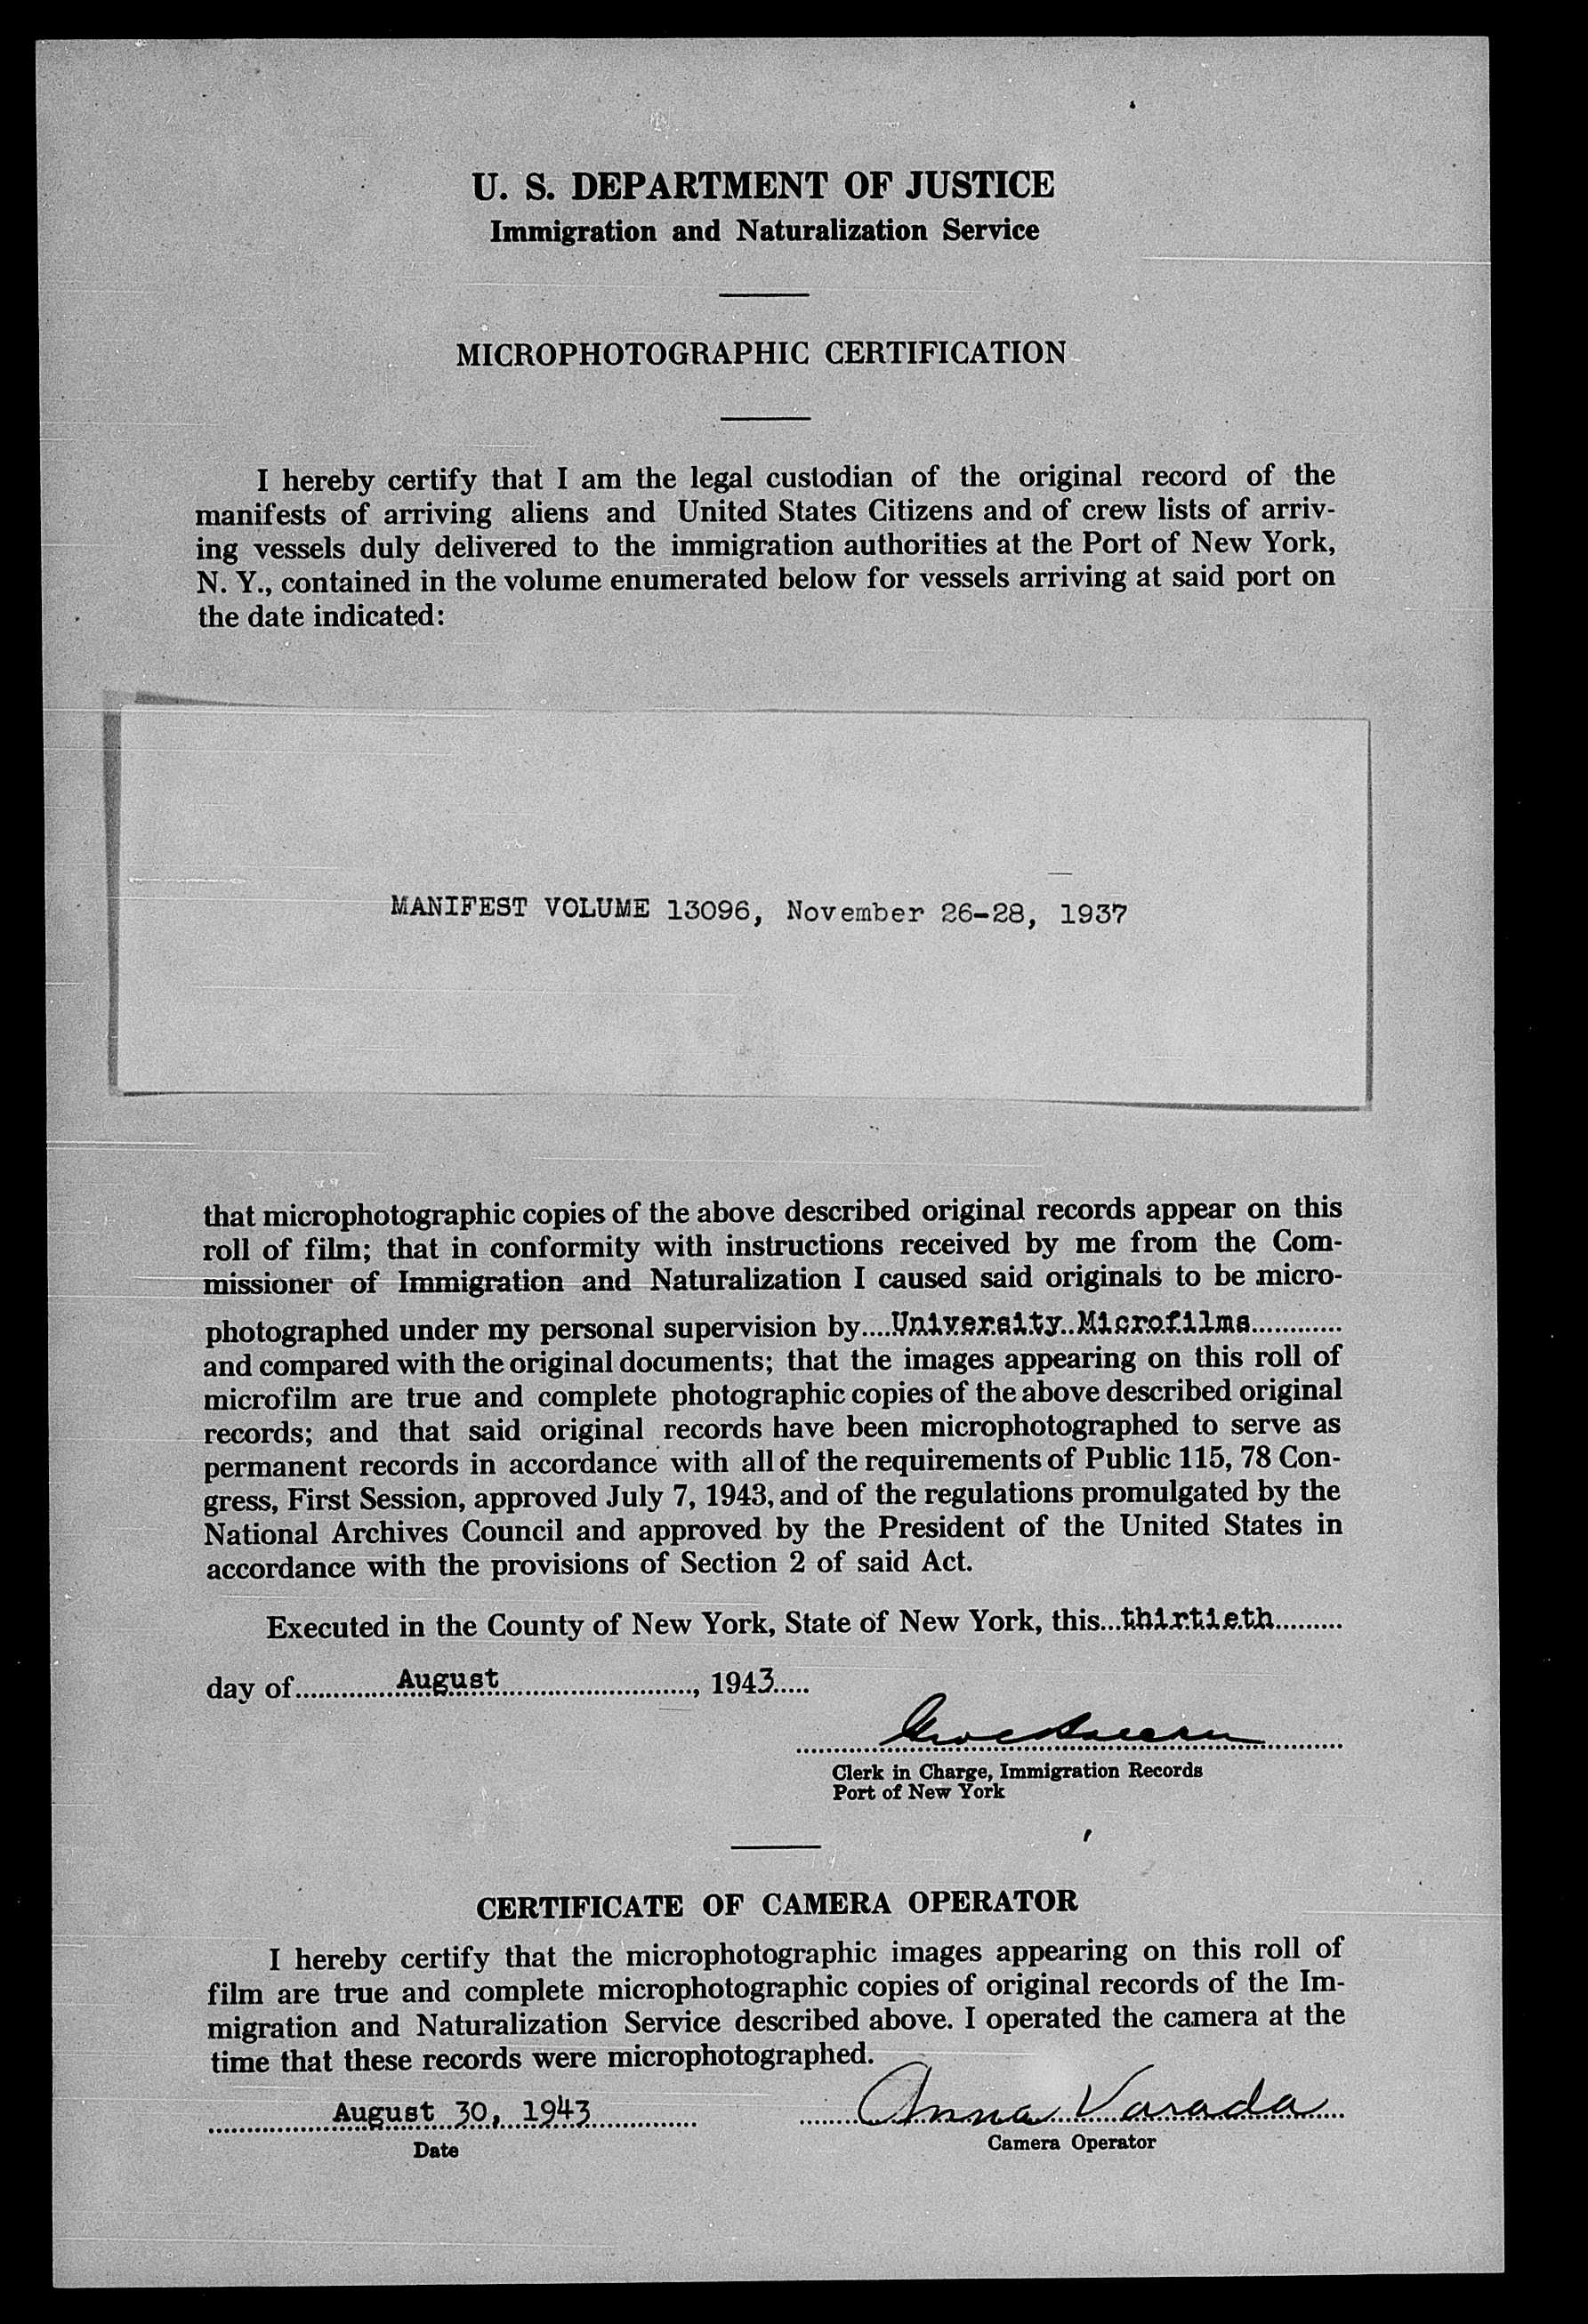 U. S. DEPARTMENT OF JUSTICE
Immigration and Naturalization Service
MICROPHOTOGRAPHIC CERTIFICATION
I hereby certify that I am the legal custodian of the original record of the
manifests of arriving aliens and United States Citizens and of crew lists of arriv-
ing vessels duly delivered to the immigration authorities at the Port of New York,
N. Y., contained in the volume enumerated below for vessels arriving at said port on
the date indicated:
MANIFEST VOLUME 13096, November 26-28, 1937
that microphotographic copies of the above described original records appear on this
roll of film; that in conformity with instructions received by me from the Com-
missioner of Immigration and Naturalization I caused said originals to be micro-
photographed under my personal supervision by....University Microfilms............
and compared with the original documents; that the images appearing on this roll of
microfilm are true and complete photographic copies of the above described original
records; and that said original records have been microphotographed to serve as
permanent records in accordance with all of the requirements of Public 115, 78 Con-
gress, First Session, approved July 7, 1943, and of the regulations promulgated by the
National Archives Council and approved by the President of the United States in
accordance with the provisions of Section 2 of said Act.
Executed in the County of New York, State of New York, this...thirtieth.........
day of.............August........................., 1943.....
Clerk in Charge, Immigration Records
Port of New York
CERTIFICATE OF CAMERA OPERATOR
I hereby certify that the microphotographic images appearing on this roll of
film are true and complete microphotographic copies of original records of the Im-
migration and Naturalization Service described above. I operated the camera at the
time that these records were microphotographed.
August 30, 1943 Anna Varada
Date Camera Operator